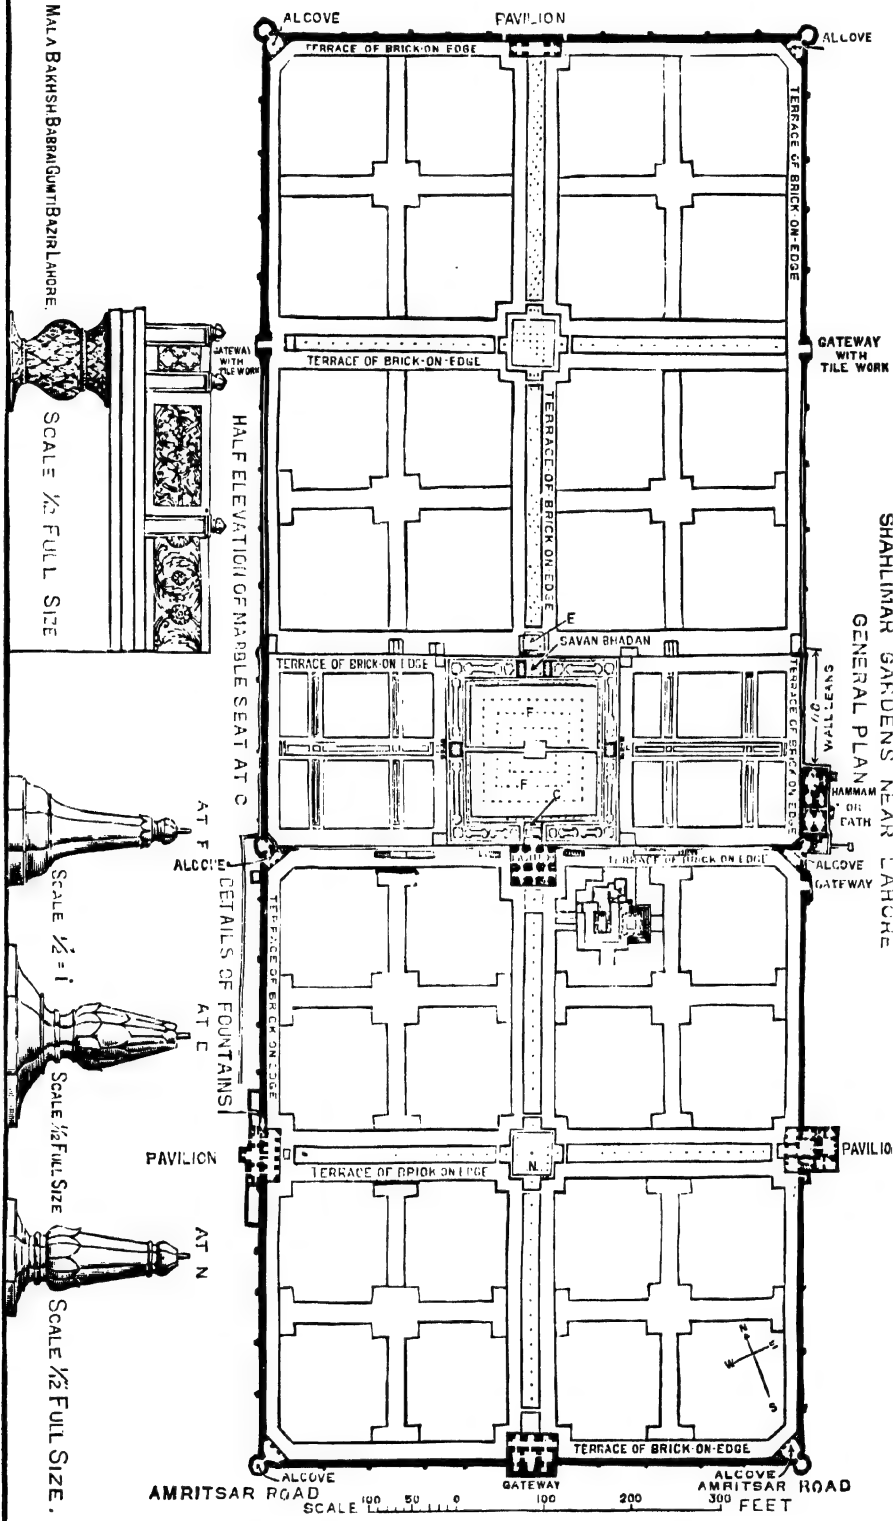 SHAHLIMAR GARDENS NEAR LAHORE
GENERAL PLAN
ALCOVE
PAVILION
ALCOVE
TERRACE OF BRICK-ON EDGE
TERRACE OF BRICK-ON-EDGE
GATEWAY
WITH
TILE WORK
GATEWAY
WITH
TILE WORK
TERRACE OF BRICK-ON-EDGE
TERRACE OF BRICK ON EDGE
E
SAVAN BHADAN
TERRACE OF BRICK-ON EDGE
TERRACE OF BRICK ON EDGE
WALL LEANS
F
F
C
HAMMAM
OR
BATH
ALCOVE
TERRACE OF BRICK ON EDGE
ALCOVE
GATEWAY
TERRACE OF BRICK ON EDGE
PAVILION
N
PAVILIO
TERRACE OF BRICK ON EDGE
N
E
W
S
TERRACE OF BRICK-ON-EDGE
ALCOVE
GATEWAY
ALCOVE
AMRITSAR ROAD
AMRITSAR ROAD
SCALE 100 50 0 100 200 300 FEET
HALF ELEVATION OF MARBLE SEAT AT C
SCALE 1/12 FULL SIZE
DETAILS OF FOUNTAINS
AT F
SCALE 1/2"=1'
AT E
SCALE 1/12 FULL SIZE
AT N
SCALE 1/12 FULL SIZE.
MALA BAKHSH. BABRAI GUMTI BAZIR LAHORE.